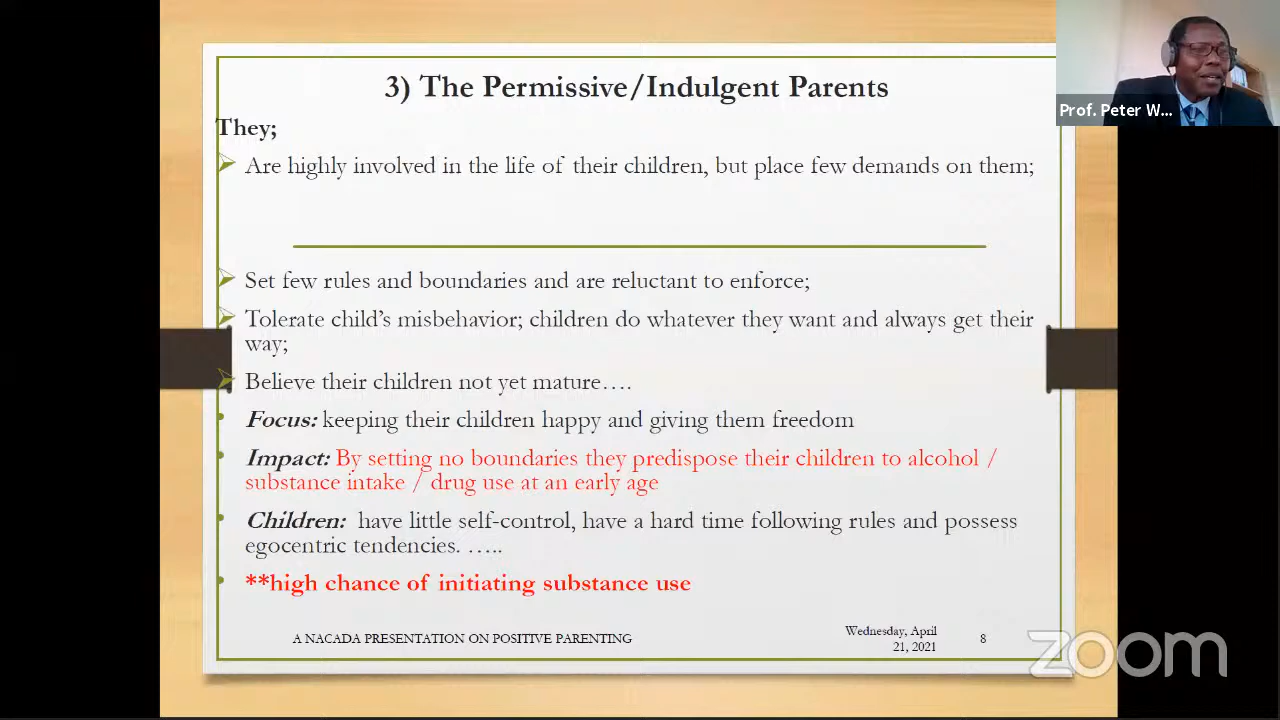 3) The Permissive/Indulgent Parents
They;
Are highly involved in the life of their children, but place few demands on them;
Set few rules and boundaries and are reluctant to enforce;
Tolerate child's misbehavior; children do whatever they want and always get their
way;
Believe their children not yet mature….
Focus: keeping their children happy and giving them freedom
Impact: By setting no boundaries they predispose their children to alcohol /
substance intake / drug use at an early age
Children: have little self-control, have a hard time following rules and possess
egocentric tendencies. …..
**high chance of initiating substance use
A NACADA PRESENTATION ON POSITIVE PARENTING
Wednesday, April
21, 2021
8
Prof. Peter W...
zoom